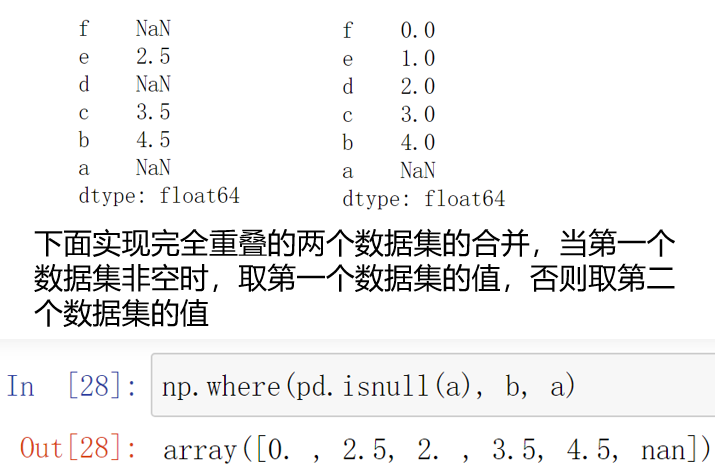 f NaN
e 2.5
d NaN
c 3.5
b 4.5
a NaN
dtype: float64
f 0.0
e 1.0
d 2.0
c 3.0
b 4.0
a NaN
dtype: float64
下面实现完全重叠的两个数据集的合并，当第一个
数据集非空时，取第一个数据集的值，否则取第二
个数据集的值
In [28]: np.where(pd.isnull(a), b, a)
Out[28]: array([0. , 2.5, 2. , 3.5, 4.5, nan])